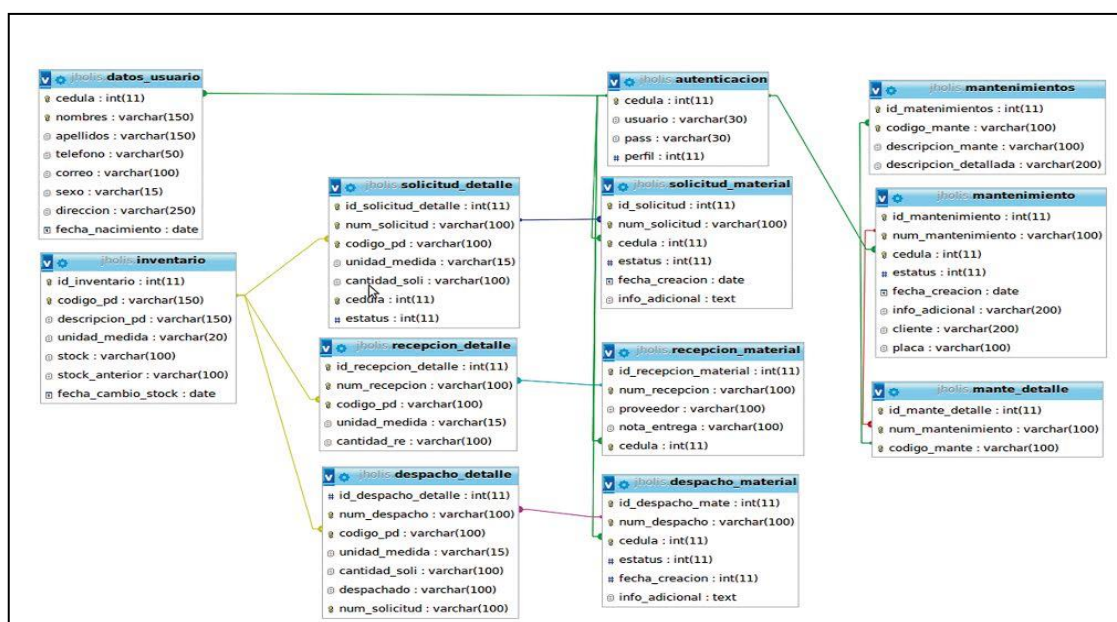 jholis.datos_usuario
cedula : int(11)
nombres : varchar(150)
apellidos : varchar(150)
telefono : varchar(50)
correo : varchar(100)
sexo : varchar(15)
direccion : varchar(250)
fecha_nacimiento : date
jholis.inventario
id_inventario : int(11)
codigo_pd : varchar(150)
descripcion_pd : varchar(150)
unidad_medida : varchar(20)
stock : varchar(100)
stock_anterior : varchar(100)
fecha_cambio_stock : date
jholis.solicitud_detalle
id_solicitud_detalle : int(11)
num_solicitud : varchar(100)
codigo_pd : varchar(100)
unidad_medida : varchar(15)
cantidad_soli : varchar(100)
cedula : int(11)
estatus : int(11)
jholis.recepcion_detalle
id_recepcion_detalle : int(11)
num_recepcion : varchar(100)
codigo_pd : varchar(100)
unidad_medida : varchar(15)
cantidad_re : varchar(100)
jholis.despacho_detalle
id_despacho_detalle : int(11)
num_despacho : varchar(100)
codigo_pd : varchar(100)
unidad_medida : varchar(15)
cantidad_soli : varchar(100)
despachado : varchar(100)
num_solicitud : varchar(100)
jholis.autenticacion
cedula : int(11)
usuario : varchar(30)
pass : varchar(30)
perfil : int(11)
jholis.solicitud_material
id_solicitud : int(11)
num_solicitud : varchar(100)
cedula : int(11)
estatus : int(11)
fecha_creacion : date
info_adicional : text
jholis.recepcion_material
id_recepcion_material : int(11)
num_recepcion : varchar(100)
proveedor : varchar(100)
nota_entrega : varchar(100)
cedula : int(11)
jholis.despacho_material
id_despacho_mate : int(11)
num_despacho : varchar(100)
cedula : int(11)
estatus : int(11)
fecha_creacion : int(11)
info_adicional : text
jholis.mantenimientos
id_matenimientos : int(11)
codigo_mante : varchar(100)
descripcion_mante : varchar(100)
descripcion_detallada : varchar(200)
jholis.mantenimiento
id_mantenimiento : int(11)
num_mantenimiento : varchar(100)
cedula : int(11)
estatus : int(11)
fecha_creacion : date
info_adicional : varchar(200)
cliente : varchar(200)
placa : varchar(100)
jholis.mante_detalle
id_mante_detalle : int(11)
num_mantenimiento : varchar(100)
codigo_mante : varchar(100)